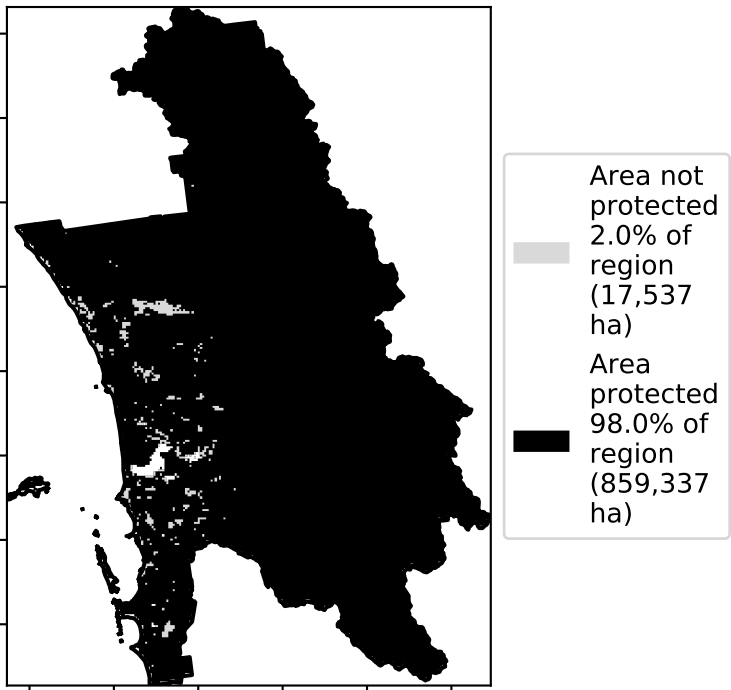 Area not
protected
2.0% of
region
(17,537
ha)
Area
protected
98.0% of
region
(859,337
ha)